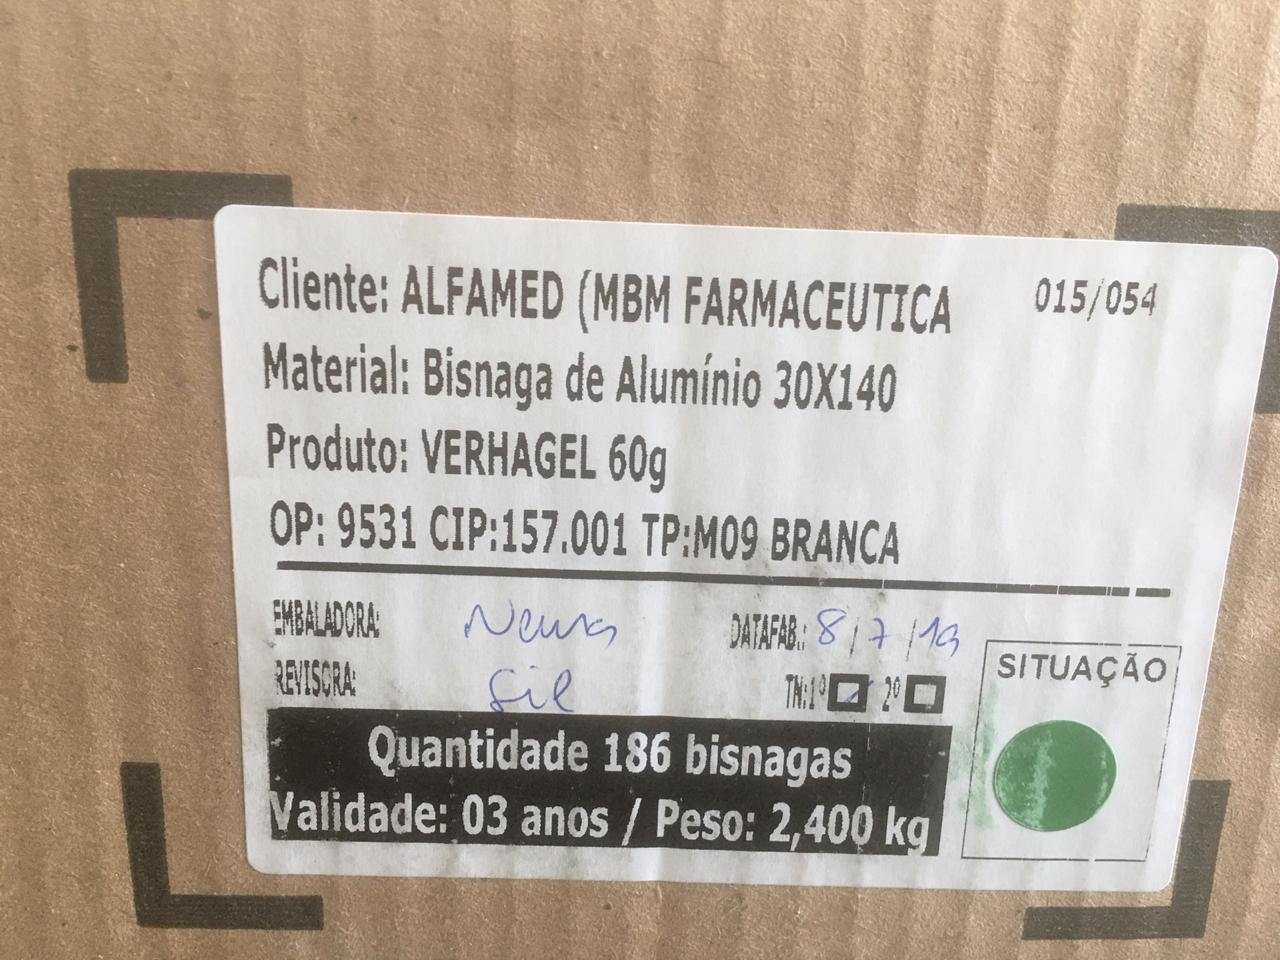 Cliente: ALFAMED (MBM FARMACEUTICA
015/054
Material: Bisnaga de Alumínio 30X140
Produto: VERHAGEL 60g
OP: 9531 CIP:157.001 TP:M09 BRANCA
EMBALADORA: Neusa DATAFAB.: 8/7/19
REVISORA: Gil TN:1º 2º
SITUAÇÃO
Quantidade 186 bisnagas
Validade: 03 anos / Peso: 2,400 kg